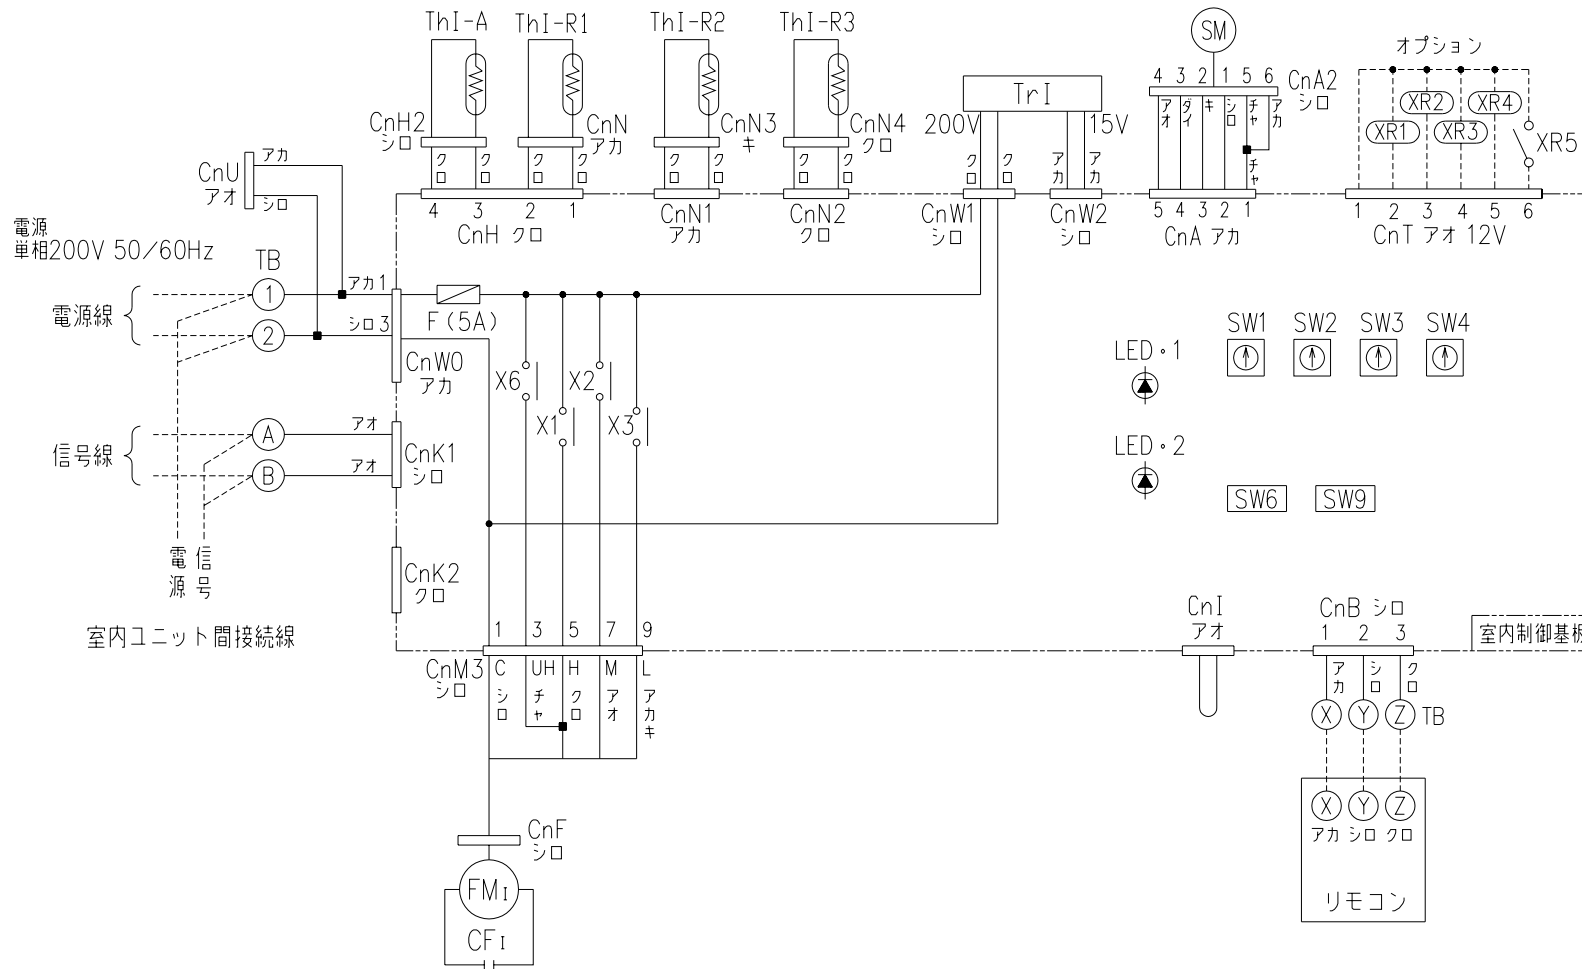 ThI-A ThI-R1 ThI-R2 ThI-R3
SM
オプション
4 3 2 1 5 6
CnA2
シロ
アオ ダイ キ シロ チャ アカ
チャ
XR1 XR2 XR3 XR4 XR5
TrI
200V 15V
CnH2
シロ
CnN
アカ
CnN3
キ
CnN4
クロ
クロ クロ クロ クロ クロ クロ クロ クロ クロ クロ アカ アカ
CnU
アオ
アカ
シロ
4 3 2 1
CnH クロ
CnN1
アカ
CnN2
クロ
CnW1
シロ
CnW2
シロ
5 4 3 2 1
CnA アカ
1 2 3 4 5 6
CnT アオ 12V
電源
単相200V 50/60Hz
TB
電源線
1
2
アカ 1
シロ 3
F(5A)
CnW0
アカ
X6 X2
X1 X3
SW1 SW2 SW3 SW4
LED・1
LED・2
SW6 SW9
信号線
A
B
アオ
アオ
CnK1
シロ
電源 信号
CnK2
クロ
室内ユニット間接続線
1 3 5 7 9
CnM3
シロ
C UH H M L
シロ チャ クロ アオ アカキ
CnI
アオ
CnB シロ
1 2 3
室内制御基板
アカ シロ クロ
X Y Z TB
X Y Z
アカ シロ クロ
リモコン
CnF
シロ
FMI
CFI